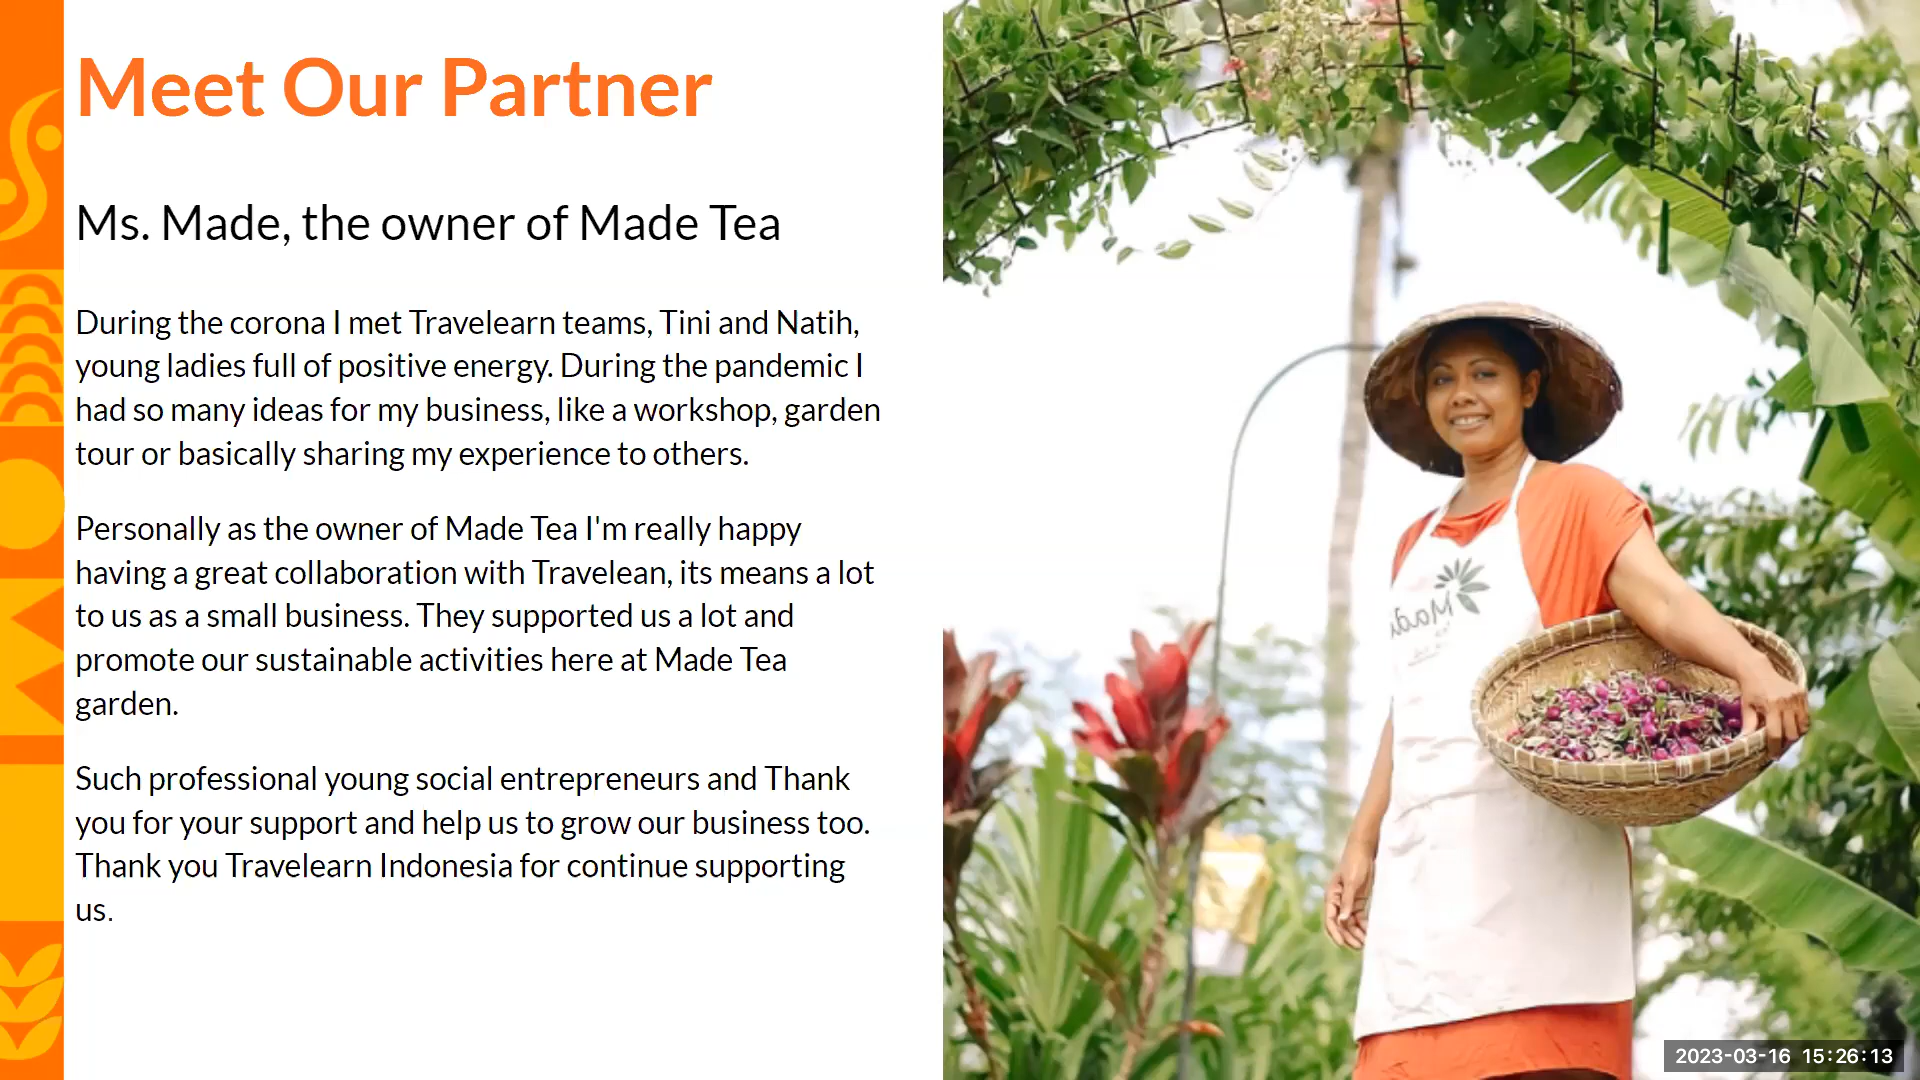 Meet Our Partner
Ms. Made, the owner of Made Tea
During the corona I met Travelearn teams, Tini and Natih,
young ladies full of positive energy. During the pandemic I
had so many ideas for my business, like a workshop, garden
tour or basically sharing my experience to others.
Personally as the owner of Made Tea I'm really happy
having a great collaboration with Travelean, its means a lot
to us as a small business. They supported us a lot and
promote our sustainable activities here at Made Tea
garden.
Such professional young social entrepreneurs and Thank
you for your support and help us to grow our business too.
Thank you Travelearn Indonesia for continue supporting
us.
2023-03-16 15:26:13